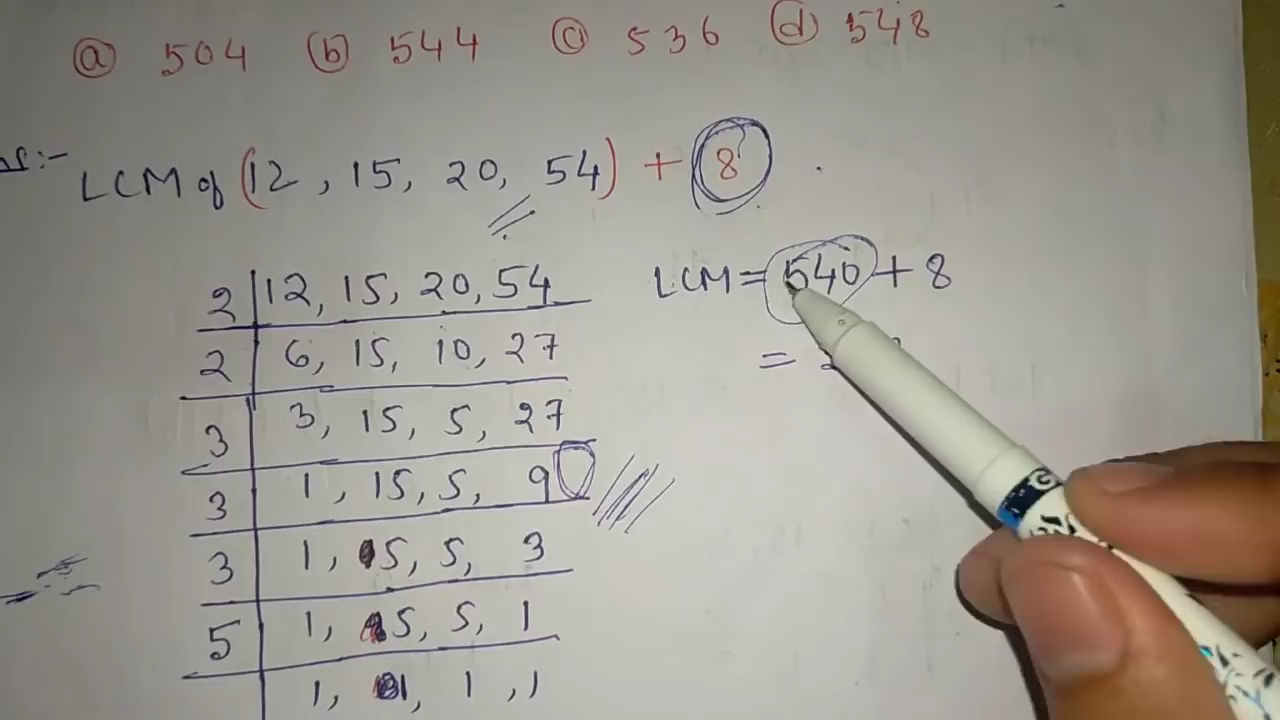 (a) 504 (b) 544 (c) 536 (d) 548
LCM of (12, 15, 20, 54) + 8
2 | 12, 15, 20, 54
2 | 6, 15, 10, 27
3 | 3, 15, 5, 27
3 | 1, 15, 5, 9
3 | 1, 5, 5, 3
5 | 1, 5, 5, 1
1, 1, 1, 1
LCM = 540 + 8
=